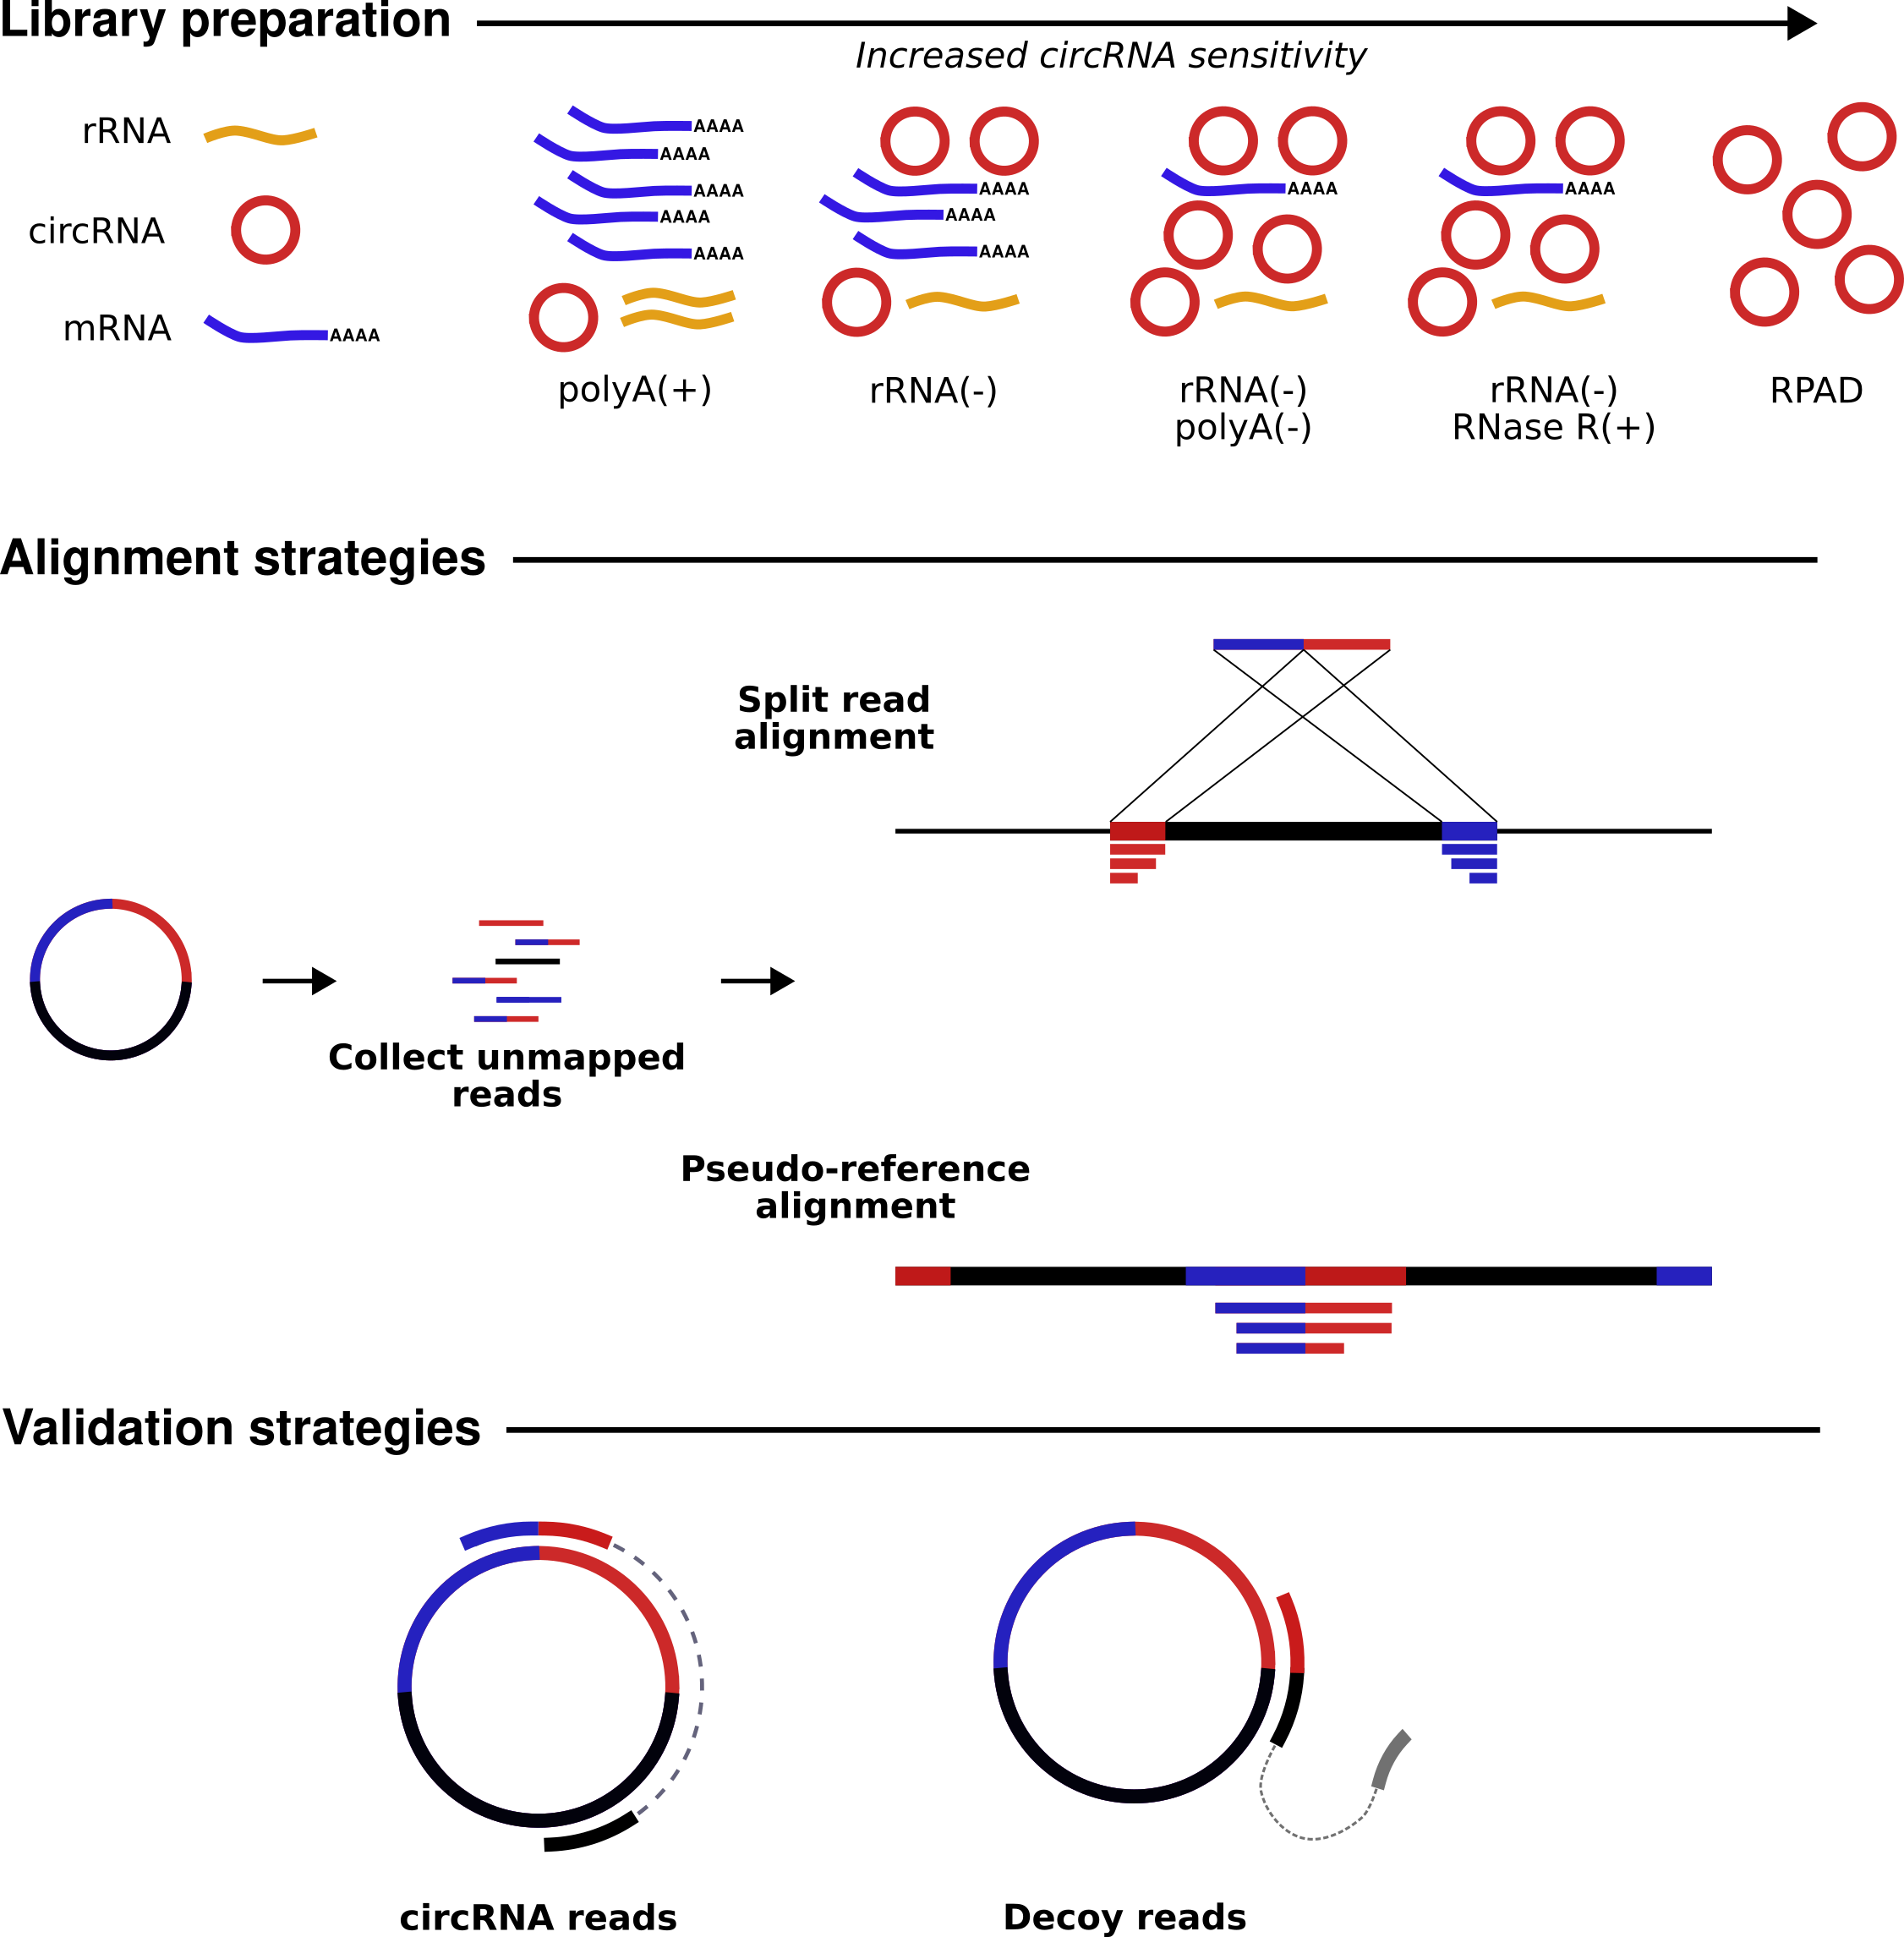 Library preparation
Increased circRNA sensitivity
rRNA
circRNA
mRNA
AAAA
AAAA
AAAA
AAAA
AAAA
AAAA
polyA(+)
AAAA
AAAA
AAAA
rRNA(-)
AAAA
rRNA(-)
polyA(-)
AAAA
rRNA(-)
RNase R(+)
RPAD
Alignment strategies
Split read
alignment
Collect unmapped
reads
Pseudo-reference
alignment
Validation strategies
circRNA reads
Decoy reads